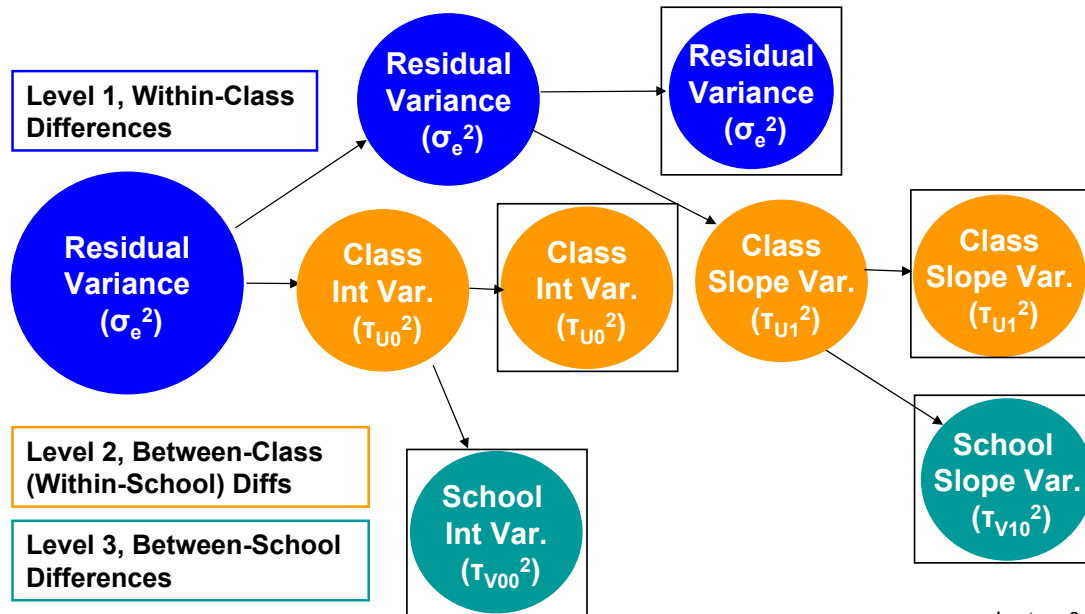 Level 1, Within-Class
Differences
Residual
Variance
(σe²)
Residual
Variance
(σe²)
Residual
Variance
(σe²)
Class
Int Var.
(τU0²)
Class
Int Var.
(τU0²)
Class
Slope Var.
(τU1²)
Class
Slope Var.
(τU1²)
Level 2, Between-Class
(Within-School) Diffs
Level 3, Between-School
Differences
School
Int Var.
(τV00²)
School
Slope Var.
(τV10²)